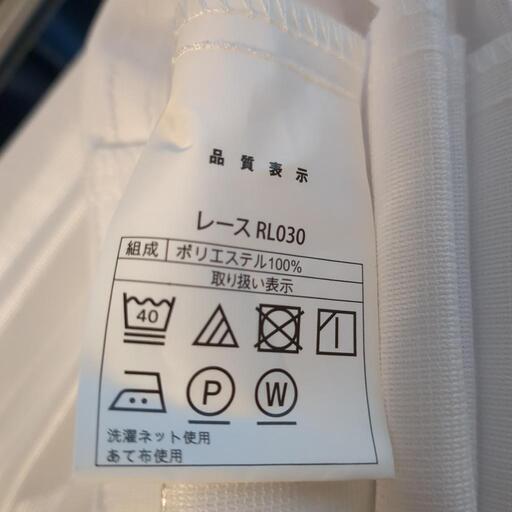 品質表示
レース RL030
組成 ポリエステル100%
取り扱い表示
40
P W
洗濯ネット使用
あて布使用